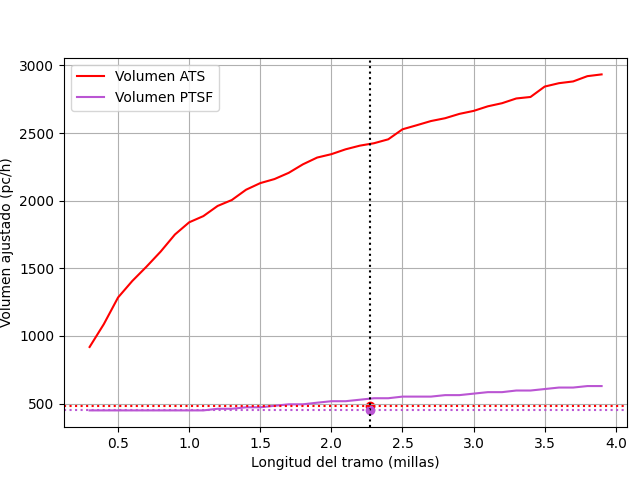 Volumen ATS
Volumen PTSF
3000
2500
2000
1500
1000
500
Volumen ajustado (pc/h)
0.5 1.0 1.5 2.0 2.5 3.0 3.5 4.0
Longitud del tramo (millas)